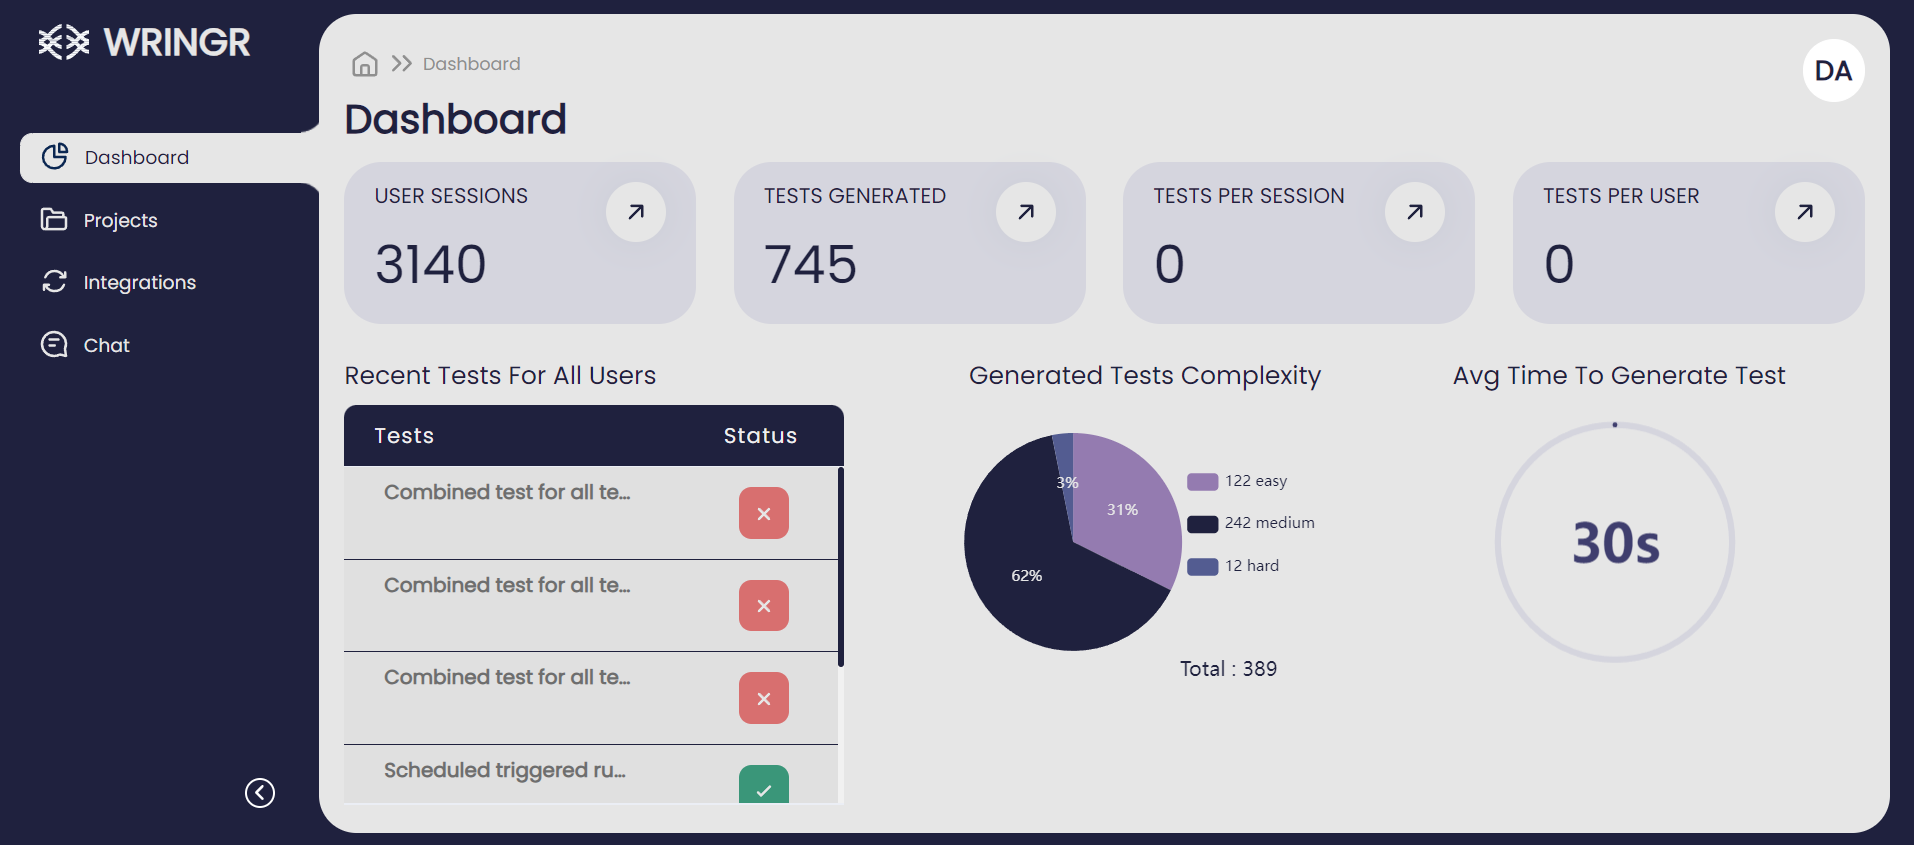 WRINGR
Dashboard
Projects
Integrations
Chat
Dashboard
DA
Dashboard
USER SESSIONS
3140
TESTS GENERATED
745
TESTS PER SESSION
0
TESTS PER USER
0
Recent Tests For All Users
Tests Status
Combined test for all te...
Combined test for all te...
Combined test for all te...
Scheduled triggered ru...
Generated Tests Complexity
3%
31%
62%
122 easy
242 medium
12 hard
Total : 389
Avg Time To Generate Test
30s